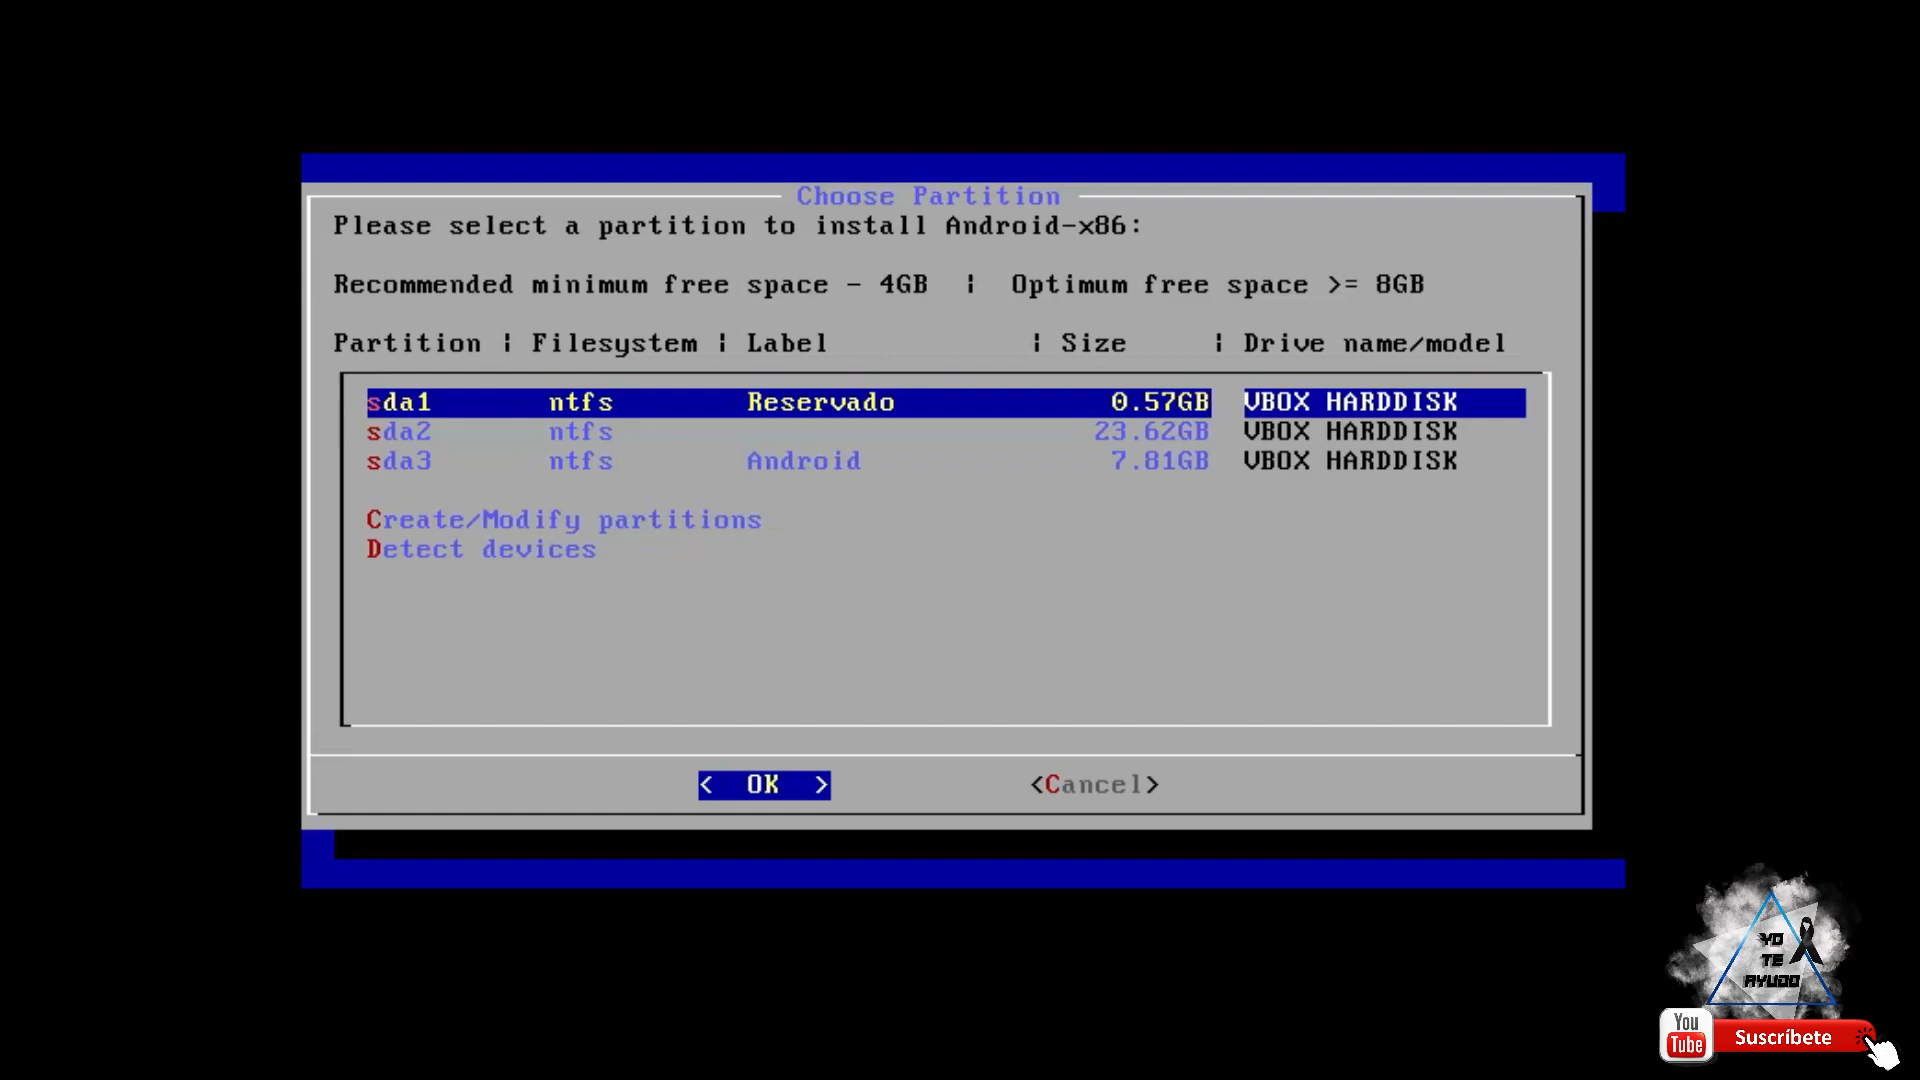 Choose Partition
Please select a partition to install Android-x86:
Recommended minimum free space - 4GB | Optimum free space >= 8GB
Partition | Filesystem | Label | Size | Drive name/model
sda1 ntfs Reservado 0.57GB VBOX HARDDISK
sda2 ntfs 23.62GB VBOX HARDDISK
sda3 ntfs Android 7.81GB VBOX HARDDISK
Create/Modify partitions
Detect devices
< OK > <Cancel>
YO
TE
AYUDO
You
Tube
Suscríbete